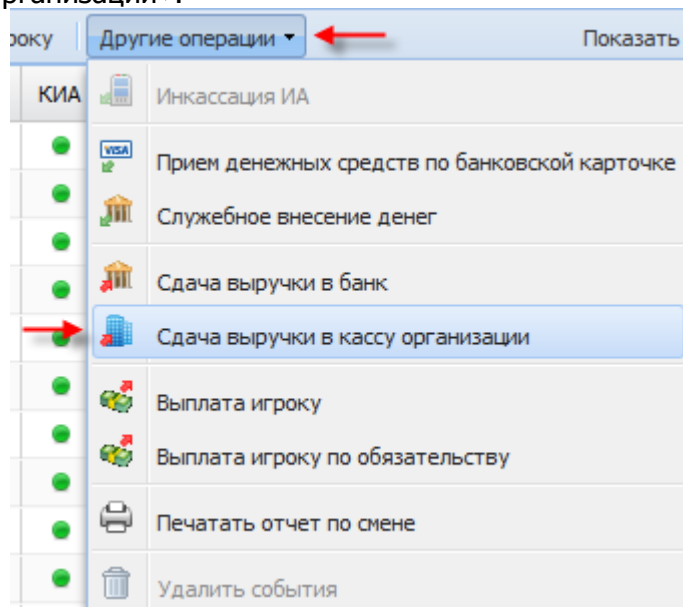 рганизации».
року Другие операции Показать
КИА Инкассация ИА
VISA Прием денежных средств по банковской карточке
Служебное внесение денег
Сдача выручки в банк
Сдача выручки в кассу организации
Выплата игроку
Выплата игроку по обязательству
Печатать отчет по смене
Удалить события